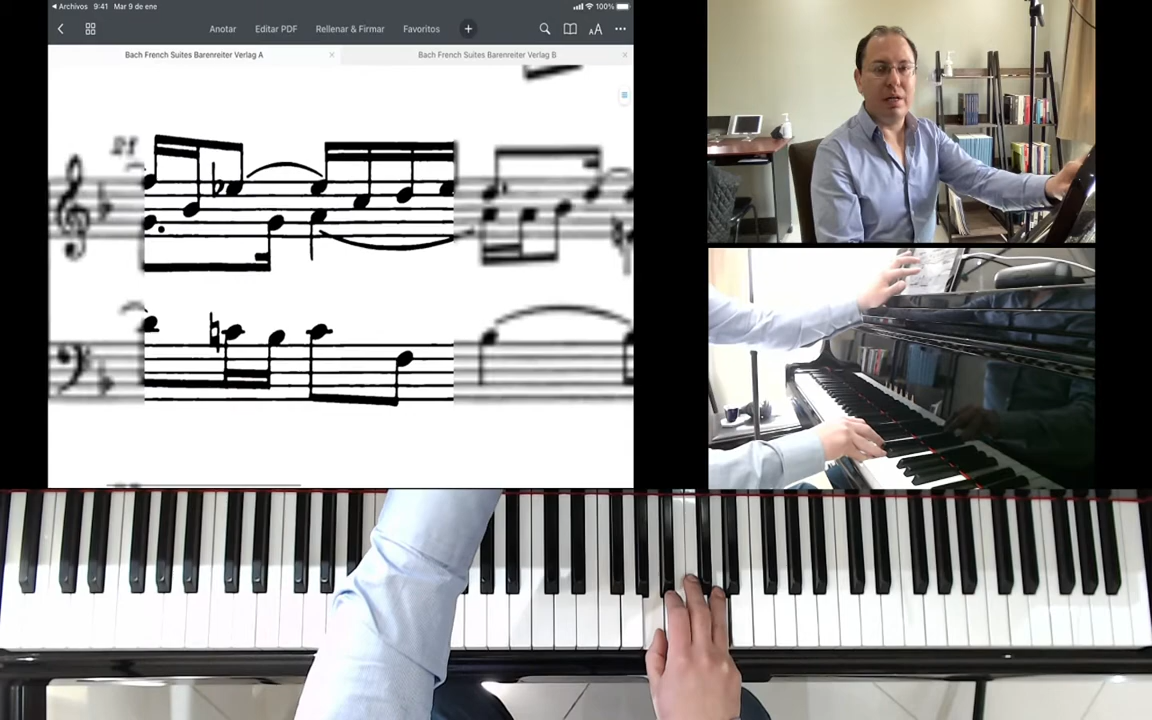 Archivos 9:41 Mar 9 de ene 100%
Anotar Editar PDF Rellenar & Firmar Favoritos
Bach French Suites Barenreiter Verlag A
Bach French Suites Barenreiter Verlag B
21